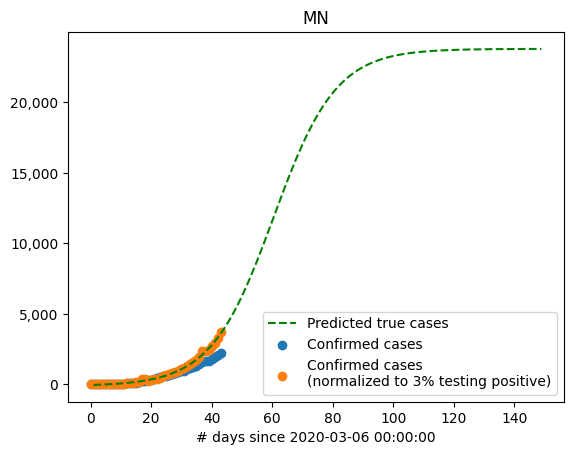 MN
20,000
15,000
10,000
5,000
0
Predicted true cases
Confirmed cases
Confirmed cases
(normalized to 3% testing positive)
0 20 40 60 80 100 120 140
# days since 2020-03-06 00:00:00